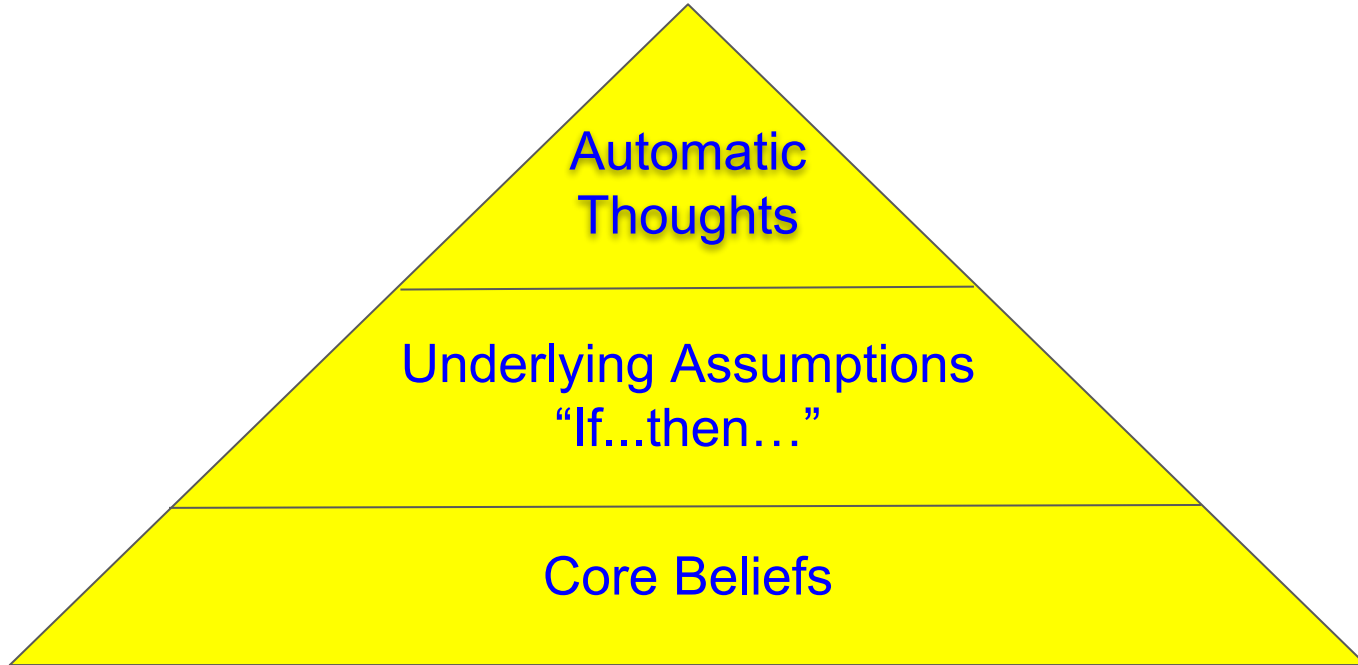 Automatic
Thoughts
Underlying Assumptions
“If...then…”
Core Beliefs